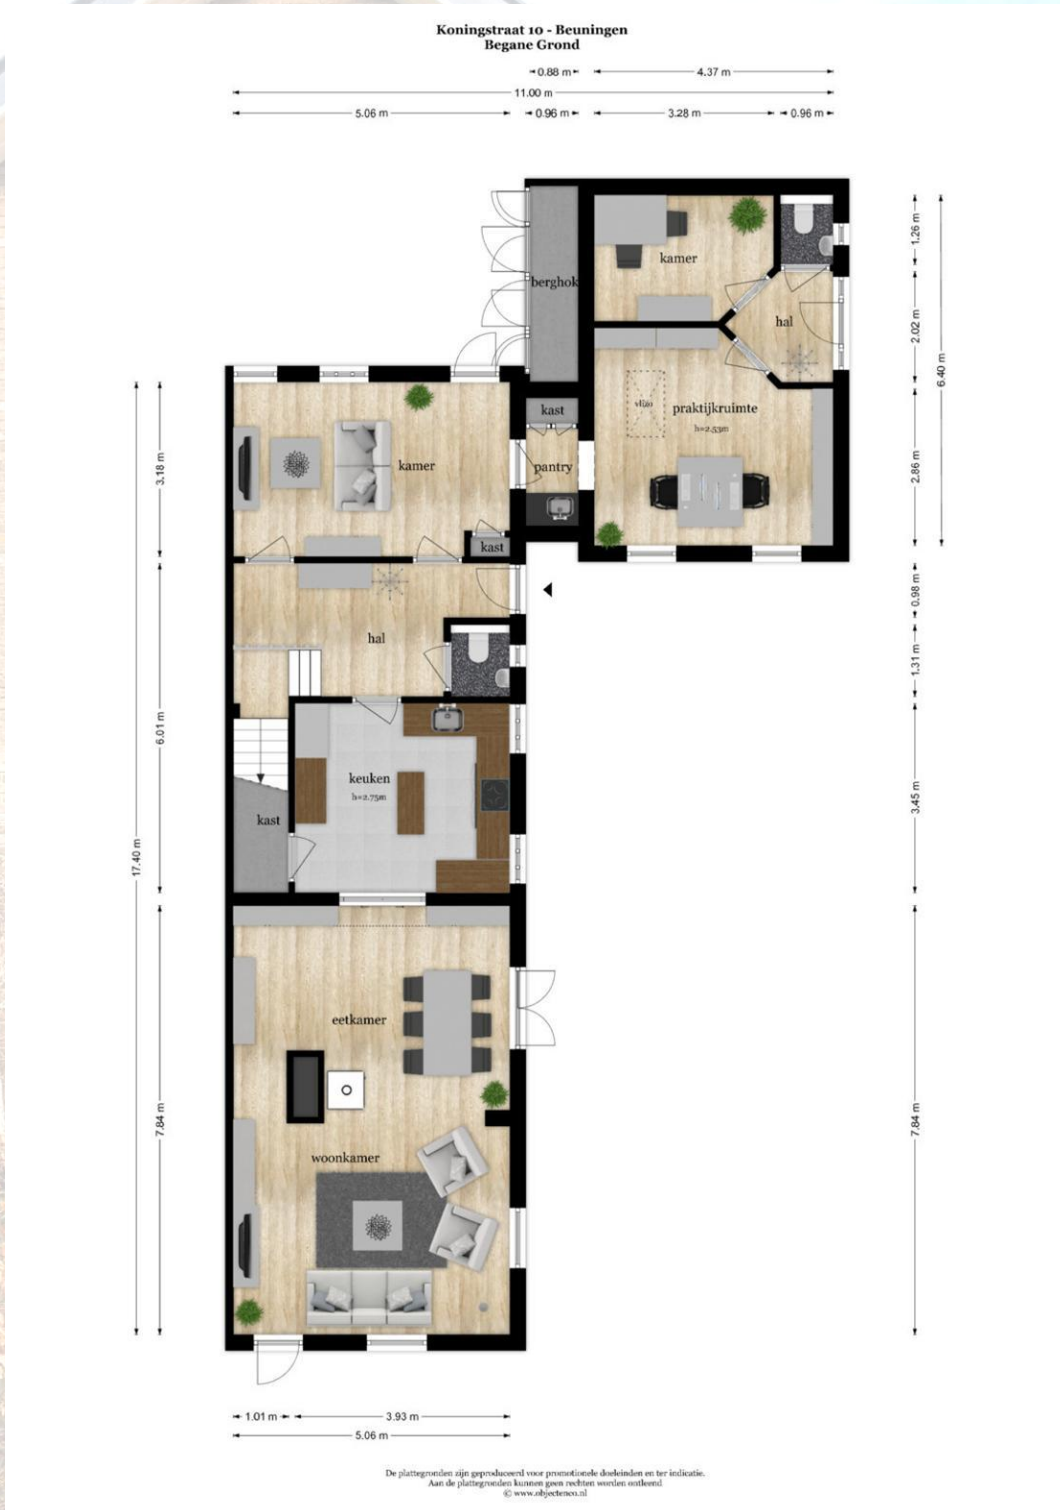 Koningstraat 10 - Beuningen
Begane Grond
0.88 m
4.37 m
11.00 m
5.06 m
0.96 m
3.28 m
0.96 m
kamer
berghok
hal
1.26 m
2.02 m
6.40 m
2.86 m
kast
vlizo
praktijkruimte
h=2.53m
kamer
pantry
3.18 m
kast
hal
0.98 m
1.31 m
6.01 m
keuken
h=2.75m
kast
3.45 m
17.40 m
eetkamer
woonkamer
7.84 m
7.84 m
1.01 m
3.93 m
5.06 m
De plattegronden zijn geproduceerd voor promotionele doeleinden en ter indicatie.
Aan de plattegronden kunnen geen rechten worden ontleend
© www.objectenco.nl